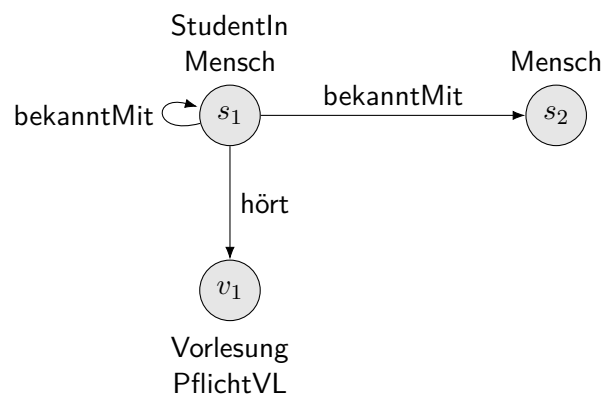 StudentIn
Mensch
Mensch
bekanntMit
bekanntMit
s₁
s₂
hört
v₁
Vorlesung
PflichtVL